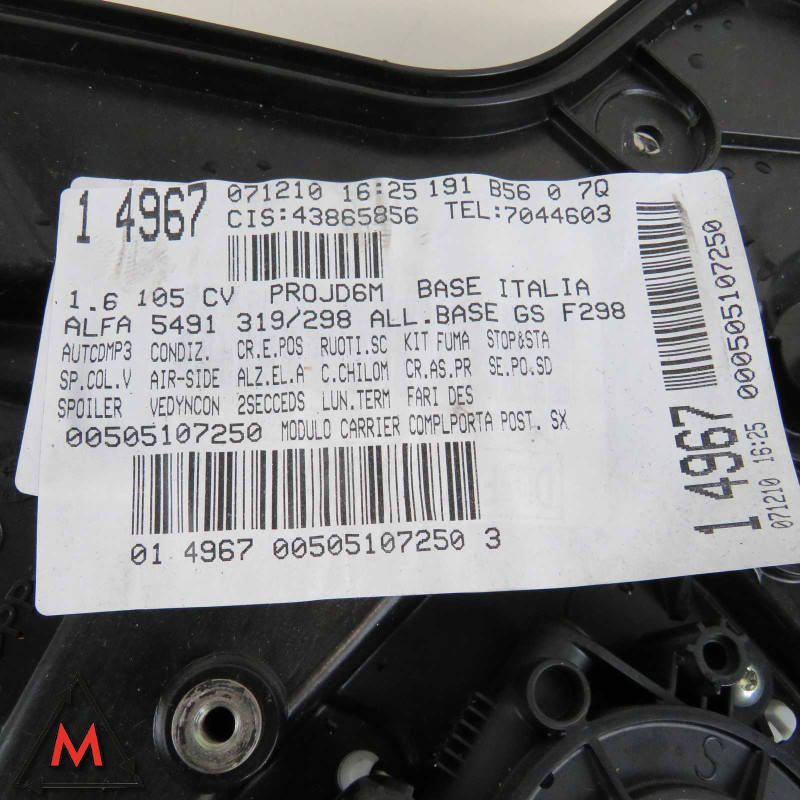 1 4967
071210 16:25 191 B56 0 7Q
CIS:43865856 TEL:7044603
1.6 105 CV PROJD6M BASE ITALIA
ALFA 5491 319/298 ALL.BASE GS F298
AUTCDMP3 CONDIZ. CR.E.POS RUOTI.SC KIT FUMA STOP&STA
SP.COL.V AIR-SIDE ALZ.EL.A C.CHILOM CR.AS.PR SE.PO.SD
SPOILER VEDYNCON 2SECCEDS LUN.TERM FARI DES
00505107250 MODULO CARRIER COMPLPORTA POST. SX
01 4967 00505107250 3
00505107250
1 4967
071210 16:25
S
M